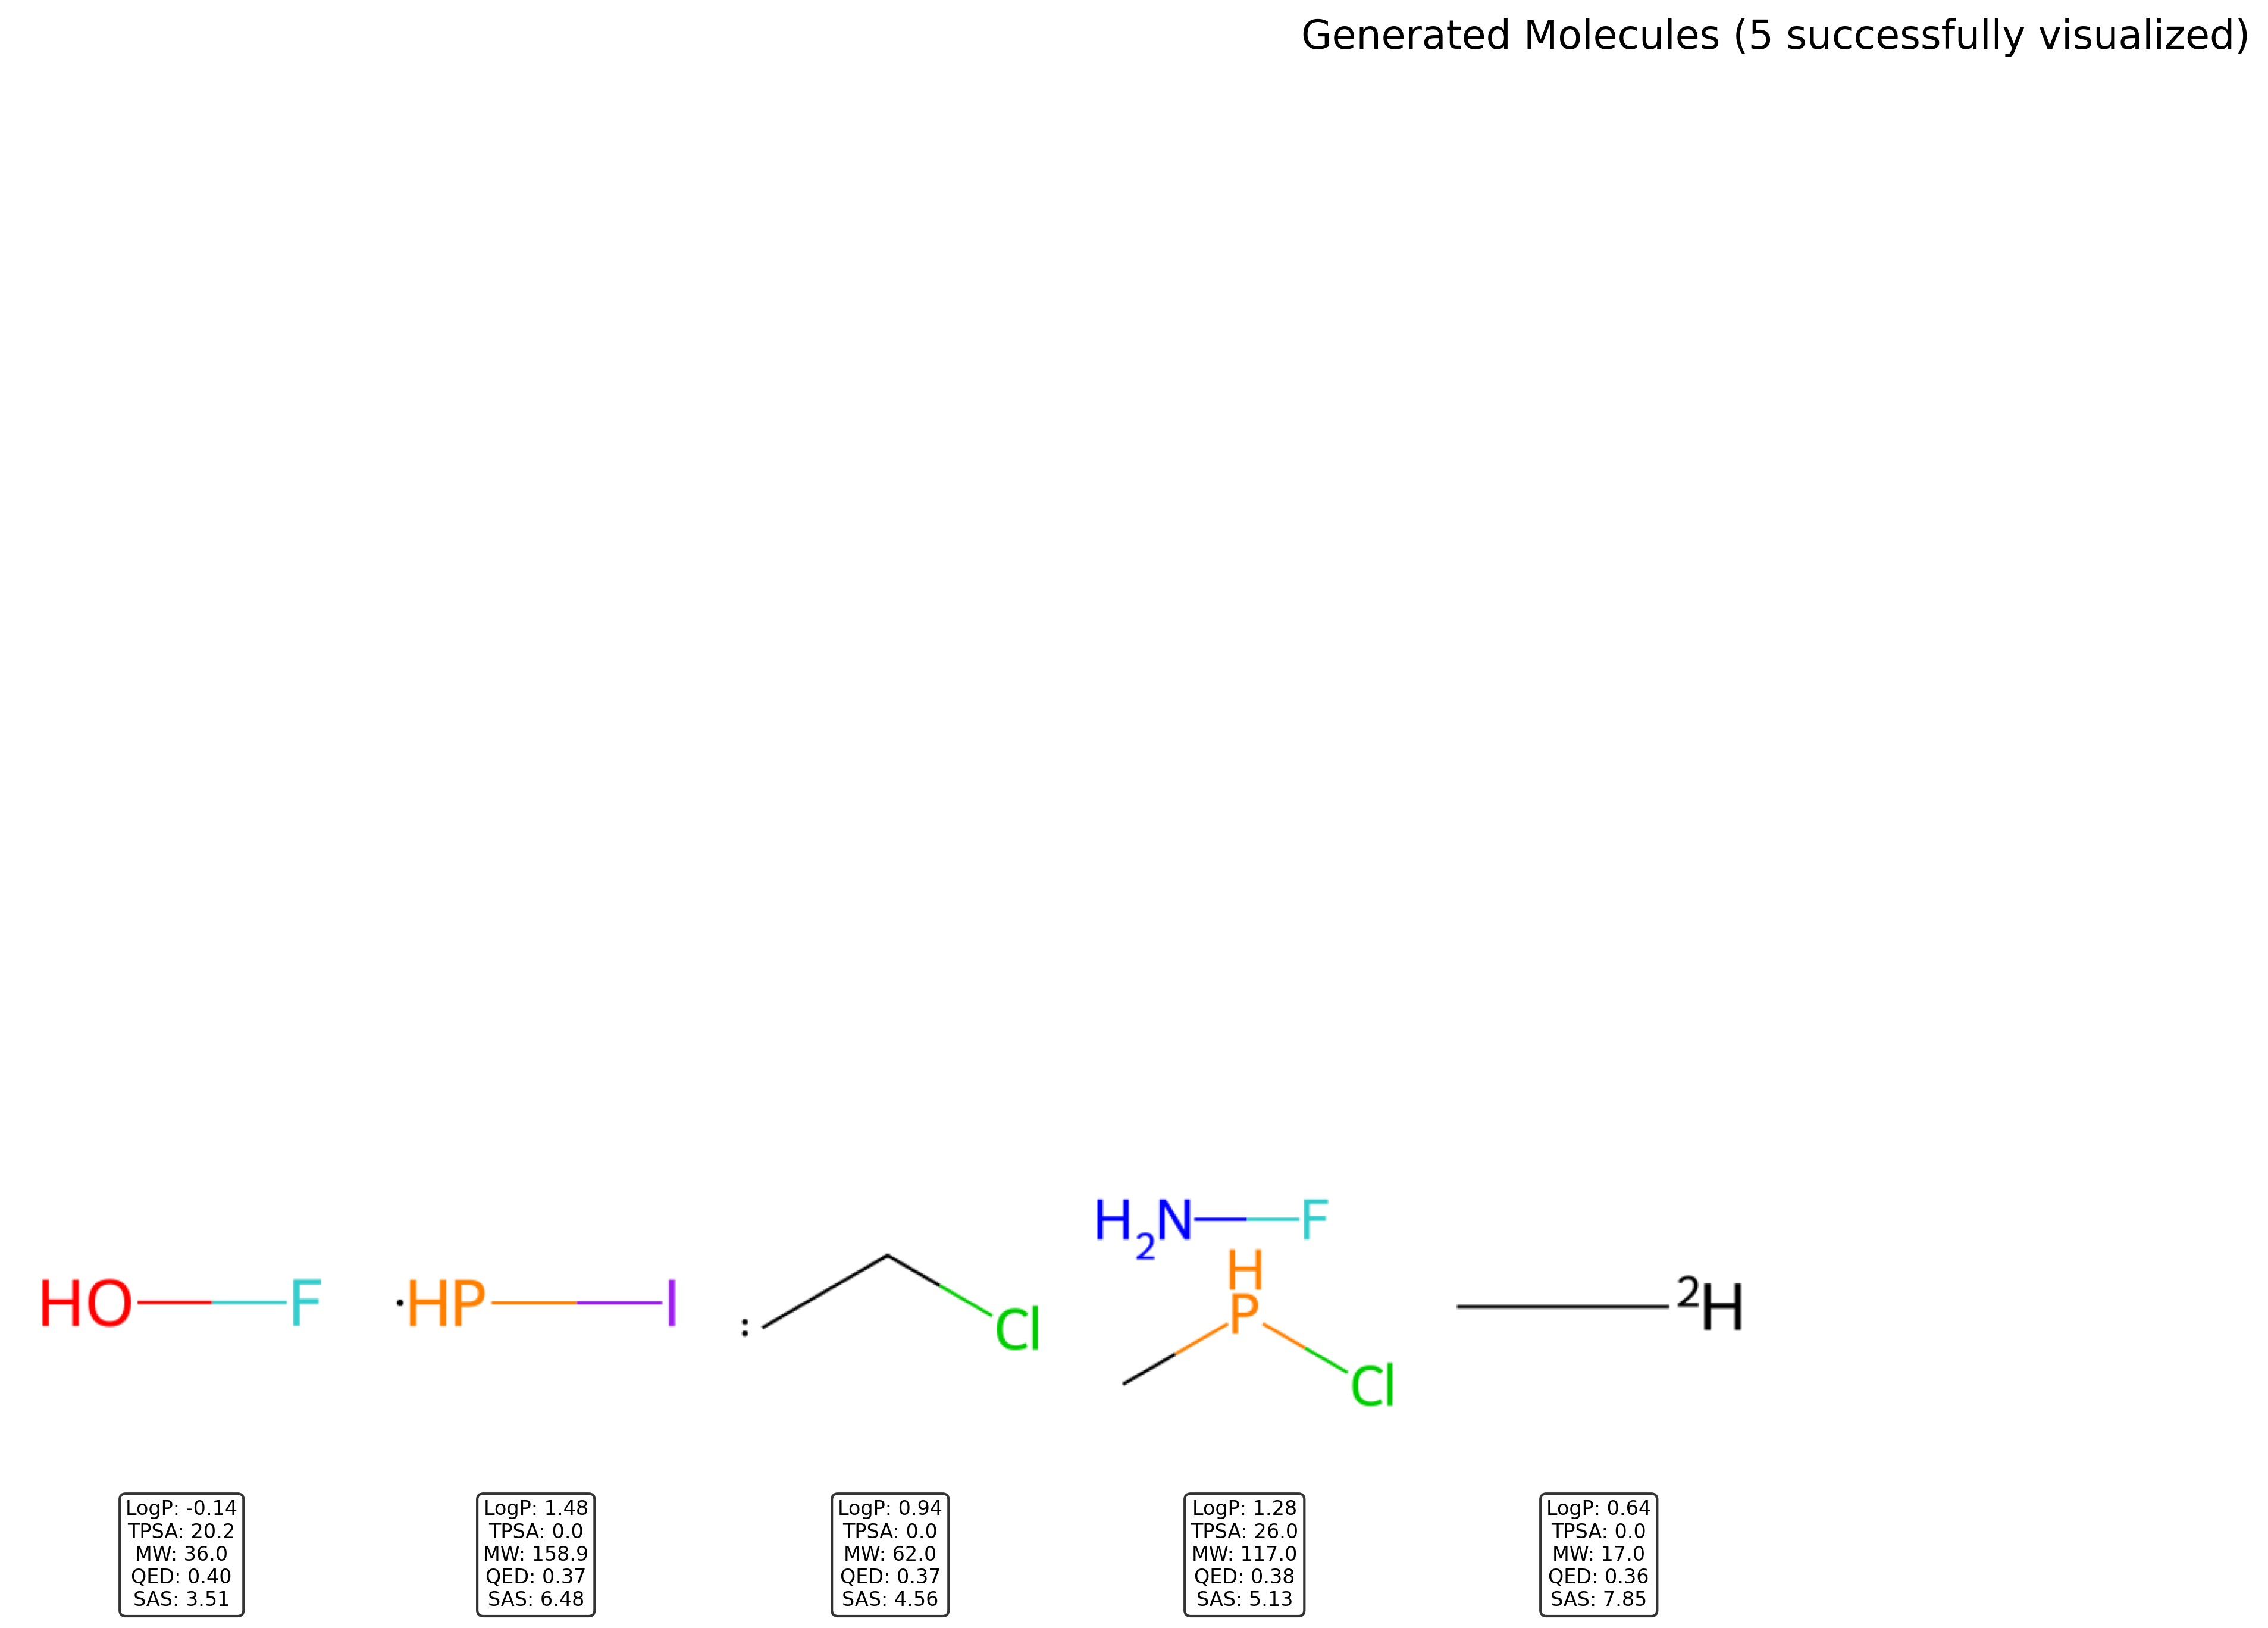 Generated Molecules (5 successfully visualized)
HO F
·HP I
: Cl
H2N F
H
P
Cl
²H
LogP: -0.14
TPSA: 20.2
MW: 36.0
QED: 0.40
SAS: 3.51
LogP: 1.48
TPSA: 0.0
MW: 158.9
QED: 0.37
SAS: 6.48
LogP: 0.94
TPSA: 0.0
MW: 62.0
QED: 0.37
SAS: 4.56
LogP: 1.28
TPSA: 26.0
MW: 117.0
QED: 0.38
SAS: 5.13
LogP: 0.64
TPSA: 0.0
MW: 17.0
QED: 0.36
SAS: 7.85